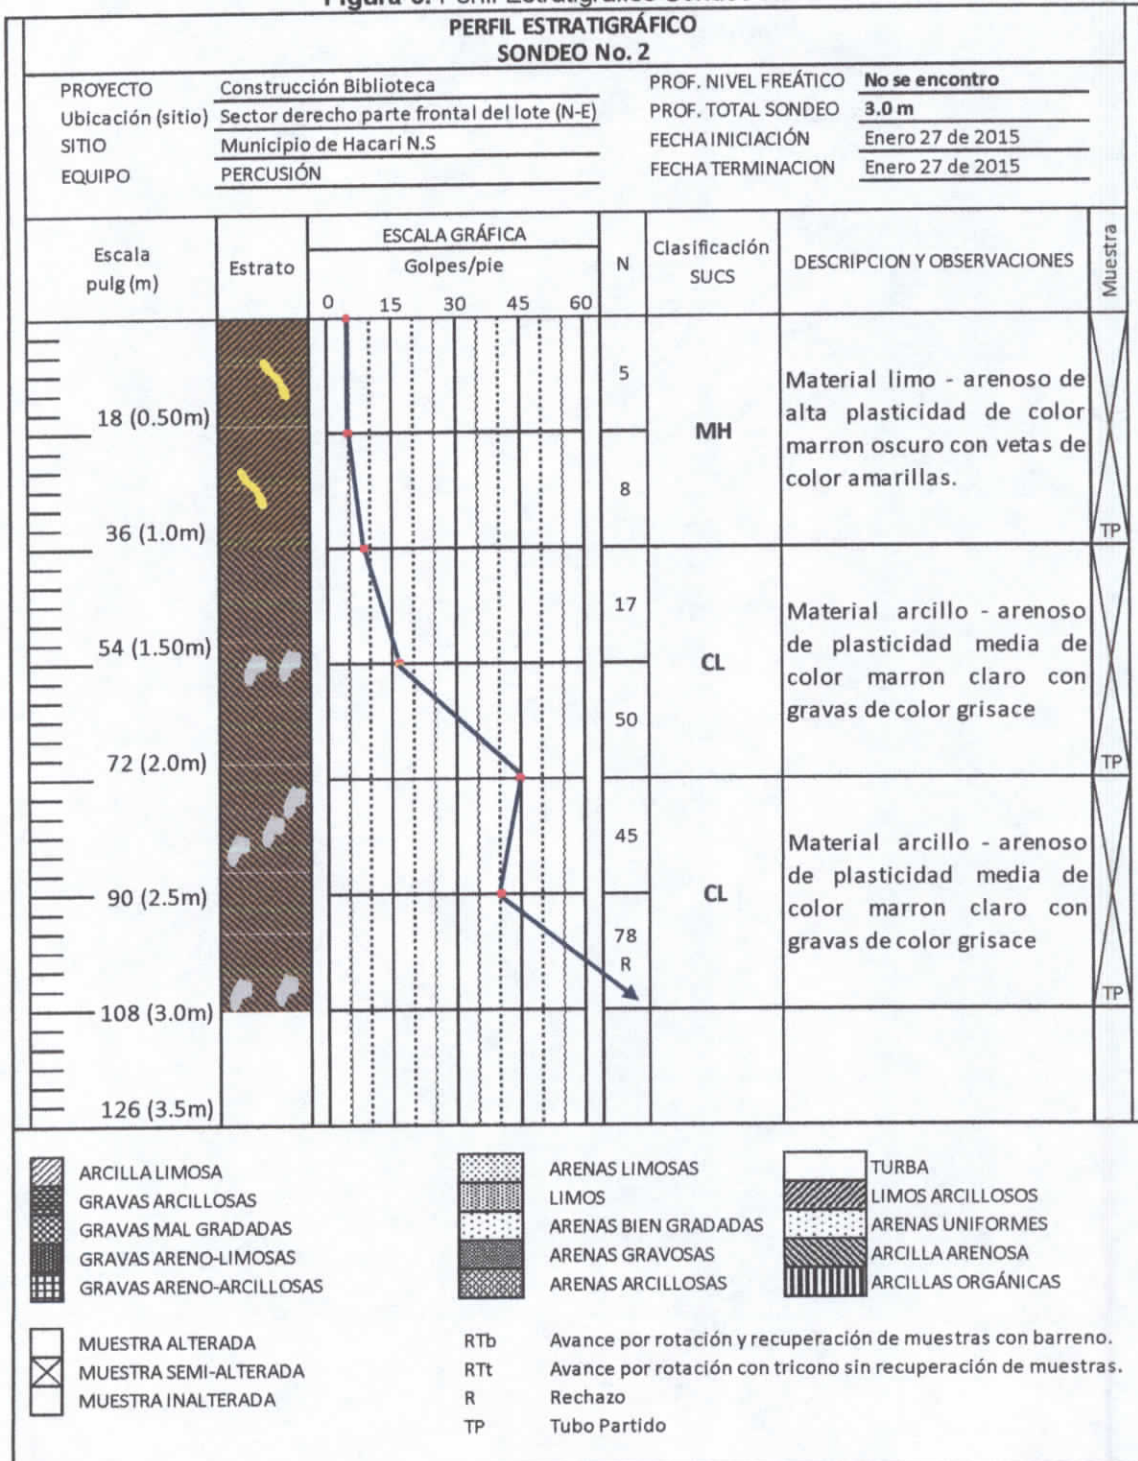 PERFIL ESTRATIGRÁFICO
SONDEO No. 2
PROYECTO Construcción Biblioteca
Ubicación (sitio) Sector derecho parte frontal del lote (N-E)
SITIO Municipio de Hacari N.S
EQUIPO PERCUSIÓN
PROF. NIVEL FREÁTICO No se encontro
PROF. TOTAL SONDEO 3.0 m
FECHA INICIACIÓN Enero 27 de 2015
FECHA TERMINACION Enero 27 de 2015
Escala
pulg (m)
Estrato
ESCALA GRÁFICA
Golpes/pie
0 15 30 45 60
N
Clasificación
SUCS
DESCRIPCION Y OBSERVACIONES
Muestra
18 (0.50m)
36 (1.0m)
54 (1.50m)
72 (2.0m)
90 (2.5m)
108 (3.0m)
126 (3.5m)
5
8
17
50
45
78
R
MH
CL
CL
Material limo - arenoso de
alta plasticidad de color
marron oscuro con vetas de
color amarillas.
TP
Material arcillo - arenoso
de plasticidad media de
color marron claro con
gravas de color grisace
TP
Material arcillo - arenoso
de plasticidad media de
color marron claro con
gravas de color grisace
TP
ARCILLA LIMOSA
GRAVAS ARCILLOSAS
GRAVAS MAL GRADADAS
GRAVAS ARENO-LIMOSAS
GRAVAS ARENO-ARCILLOSAS
ARENAS LIMOSAS
LIMOS
ARENAS BIEN GRADADAS
ARENAS GRAVOSAS
ARENAS ARCILLOSAS
TURBA
LIMOS ARCILLOSOS
ARENAS UNIFORMES
ARCILLA ARENOSA
ARCILLAS ORGÁNICAS
MUESTRA ALTERADA
MUESTRA SEMI-ALTERADA
MUESTRA INALTERADA
RTb Avance por rotación y recuperación de muestras con barreno.
RTt Avance por rotación con tricono sin recuperación de muestras.
R Rechazo
TP Tubo Partido